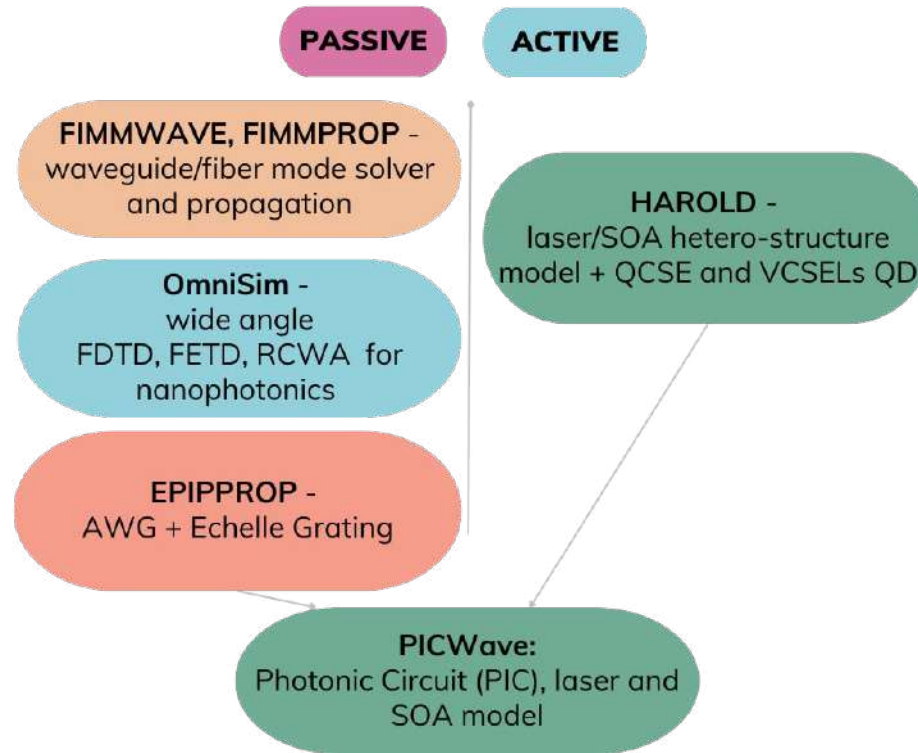 PASSIVE
ACTIVE
FIMMWAVE, FIMMPROP -
waveguide/fiber mode solver
and propagation
OmniSim -
wide angle
FDTD, FETD, RCWA for
nanophotonics
EPIPPROP -
AWG + Echelle Grating
HAROLD -
laser/SOA hetero-structure
model + QCSE and VCSELs QD
PICWave:
Photonic Circuit (PIC), laser and
SOA model